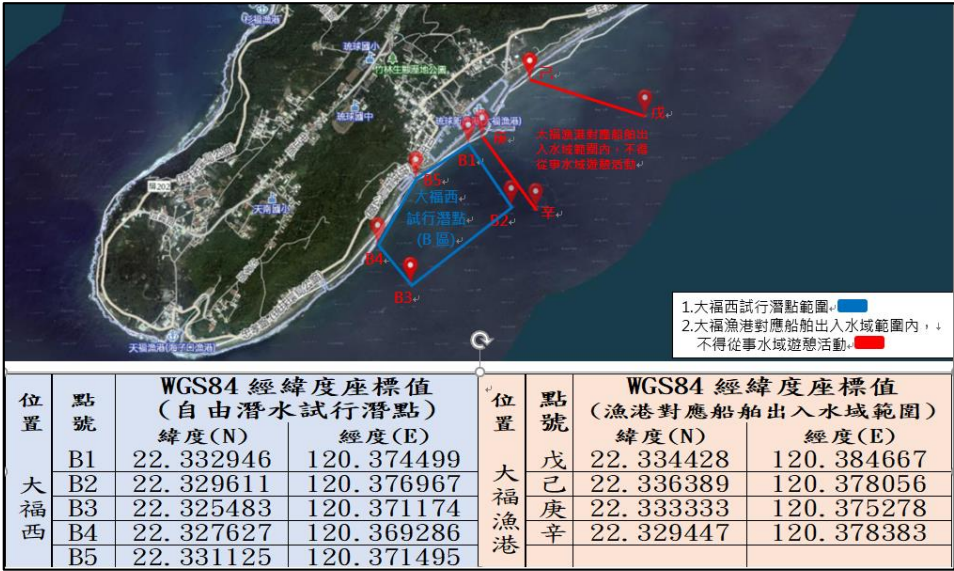 杉福漁港
琉球國小
竹林生態濕地公園
己
戊
琉球國中
庚
B1
大福漁港對應船舶出
入水域範圍內，不得
從事水域遊憩活動
B5
大福西
試行潛點
(B 區)
B2
辛
天南國小
B4
B3
1.大福西試行潛點範圍
2.大福漁港對應船舶出入水域範圍內，
不得從事水域遊憩活動
位置 點號 WGS84 經緯度座標值
(自由潛水試行潛點)
緯度(N) 經度(E)
大福西
B1 22.332946 120.374499
B2 22.329611 120.376967
B3 22.325483 120.371174
B4 22.327627 120.369286
B5 22.331125 120.371495
位置 點號 WGS84 經緯度座標值
(漁港對應船舶出入水域範圍)
緯度(N) 經度(E)
大福漁港
戊 22.334428 120.384667
己 22.336389 120.378056
庚 22.333333 120.375278
辛 22.329447 120.378383